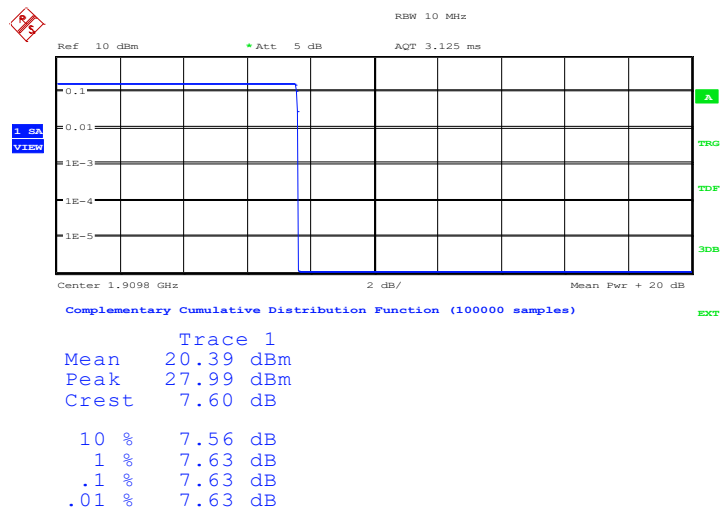 R S
RBW 10 MHz
Ref 10 dBm * Att 5 dB AQT 3.125 ms
0.1
A
0.01
1 SA
VIEW
TRG
1E-3
TDF
1E-4
1E-5
3DB
Center 1.9098 GHz 2 dB/ Mean Pwr + 20 dB
Complementary Cumulative Distribution Function (100000 samples)
EXT
Trace 1
Mean 20.39 dBm
Peak 27.99 dBm
Crest 7.60 dB
10 % 7.56 dB
1 % 7.63 dB
.1 % 7.63 dB
.01 % 7.63 dB